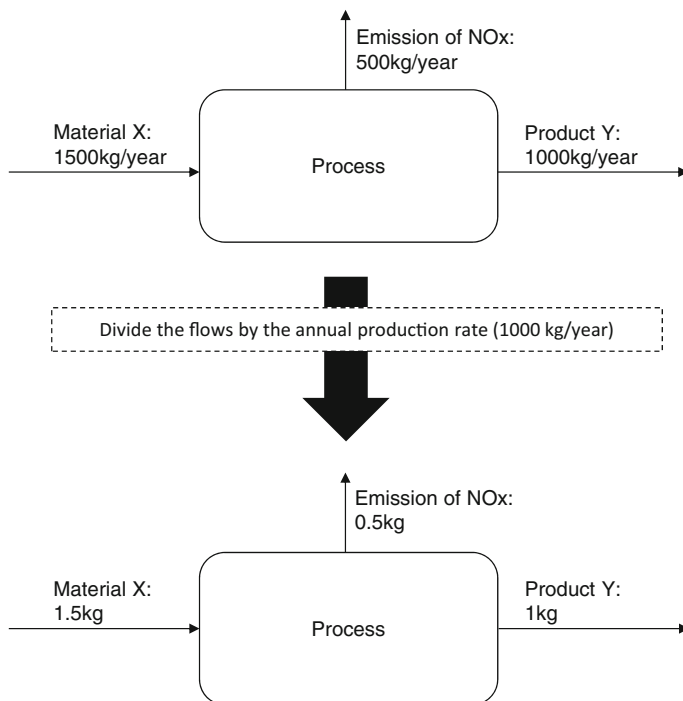 Emission of NOx:
500kg/year
Material X:
1500kg/year
Process
Product Y:
1000kg/year
Divide the flows by the annual production rate (1000 kg/year)
Emission of NOx:
0.5kg
Material X:
1.5kg
Process
Product Y:
1kg